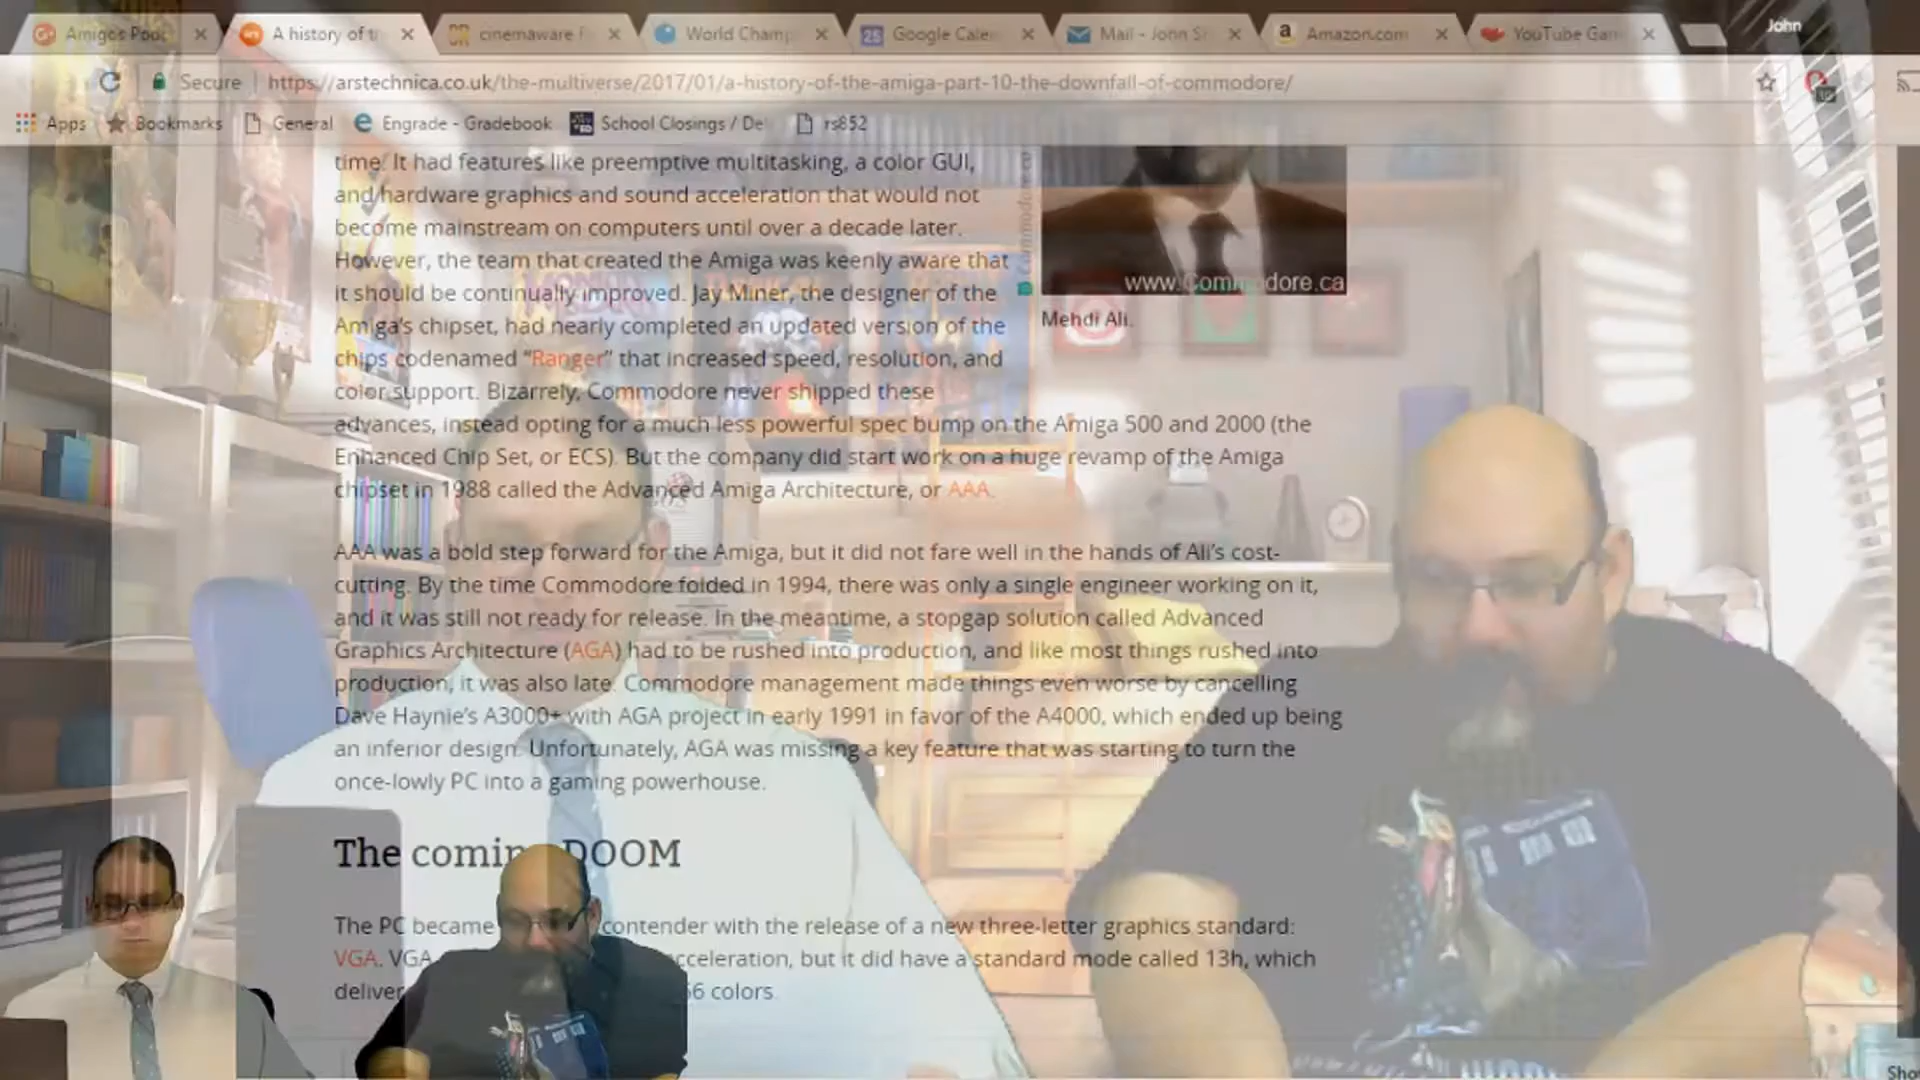 Amigos Podc
A history of t
cinemaware
World Champ
25
Google Cale
Mail - John S
a
Amazon.com
YouTube Gam
John
Secure
https://arstechnica.co.uk/the-multiverse/2017/01/a-history-of-the-amiga-part-10-the-downfall-of-commodore/
Apps
Bookmarks
General
Engrade - Gradebook
School Closings / De
rs852
time. It had features like preemptive multitasking, a color GUI,
and hardware graphics and sound acceleration that would not
become mainstream on computers until over a decade later.
However, the team that created the Amiga was keenly aware that
it should be continually improved. Jay Miner, the designer of the
Amiga's chipset, had nearly completed an updated version of the
chips codenamed "Ranger" that increased speed, resolution, and
color support. Bizarrely, Commodore never shipped these
advances, instead opting for a much less powerful spec bump on the Amiga 500 and 2000 (the
Enhanced Chip Set, or ECS). But the company did start work on a huge revamp of the Amiga
chipset in 1988 called the Advanced Amiga Architecture, or AAA.
www.Commodore.ca
Mehdi Ali.
AAA was a bold step forward for the Amiga, but it did not fare well in the hands of Ali's cost-
cutting. By the time Commodore folded in 1994, there was only a single engineer working on it,
and it was still not ready for release. In the meantime, a stopgap solution called Advanced
Graphics Architecture (AGA) had to be rushed into production, and like most things rushed into
production, it was also late. Commodore management made things even worse by cancelling
Dave Haynie's A3000+ with AGA project in early 1991 in favor of the A4000, which ended up being
an inferior design. Unfortunately, AGA was missing a key feature that was starting to turn the
once-lowly PC into a gaming powerhouse.
The coming DOOM
The PC became contender with the release of a new three-letter graphics standard:
VGA. VGA cceleration, but it did have a standard mode called 13h, which
deliver 56 colors.
Sho